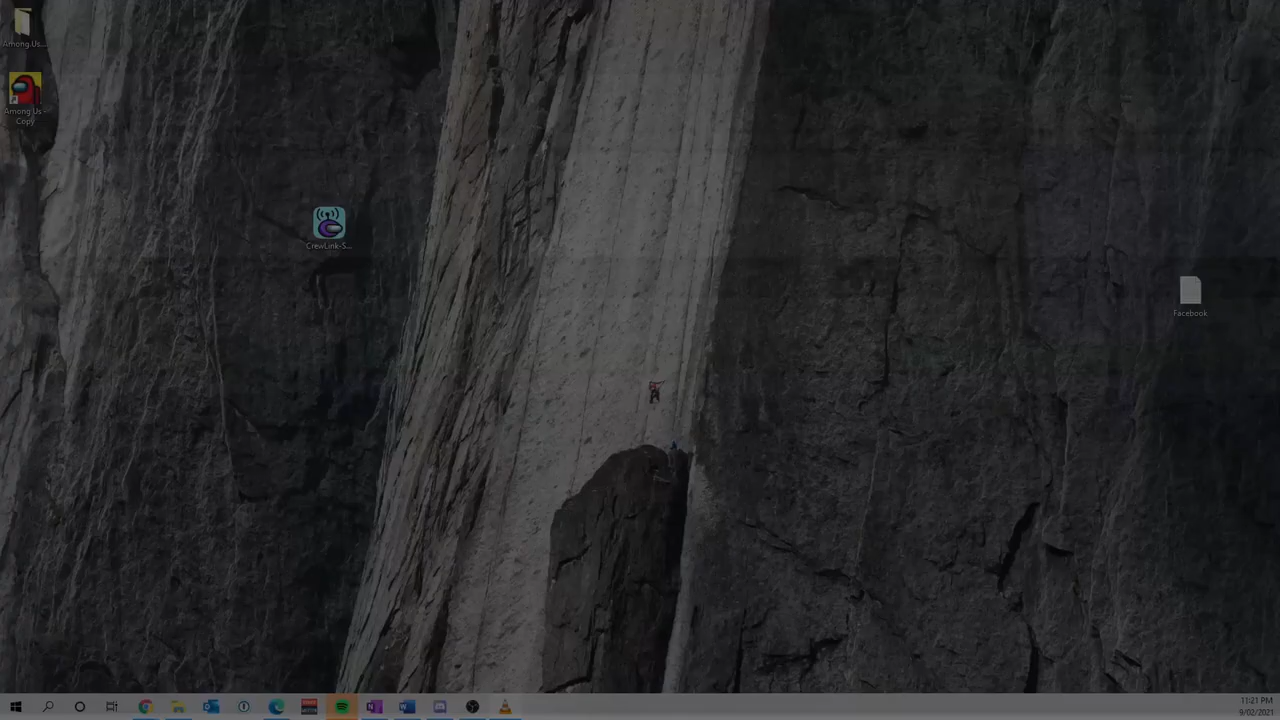 Among.Us...
Among Us - 
Copy
CrewLink-S...
Facebook
11:21 PM
9/02/2021